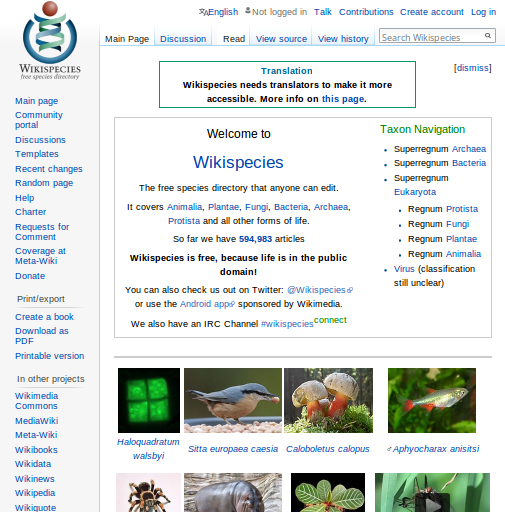 English Not logged in Talk Contributions Create account Log in
WIKISPECIES
free species directory
Main Page Discussion Read View source View history Search Wikispecies
Main page
Community portal
Discussions
Templates
Recent changes
Random page
Help
Charter
Requests for
Comment
Coverage at
Meta-Wiki
Donate
Print/export
Create a book
Download as
PDF
Printable version
In other projects
Wikimedia
Commons
MediaWiki
Meta-Wiki
Wikibooks
Wikidata
Wikinews
Wikipedia
Wikiquote
Translation
Wikispecies needs translators to make it more
accessible. More info on this page.
[dismiss]
Welcome to
Wikispecies
The free species directory that anyone can edit.
It covers Animalia, Plantae, Fungi, Bacteria, Archaea,
Protista and all other forms of life.
So far we have 594,983 articles
Wikispecies is free, because life is in the public
domain!
You can also check us out on Twitter: @Wikispecies
or use the Android app sponsored by Wikimedia.
We also have an IRC Channel #wikispecies connect
Taxon Navigation
Superregnum Archaea
Superregnum Bacteria
Superregnum
Eukaryota
Regnum Protista
Regnum Fungi
Regnum Plantae
Regnum Animalia
Virus (classification
still unclear)
Haloquadratum
walsbyi
Sitta europaea caesia
Caloboletus calopus
♂Aphyocharax anisitsi